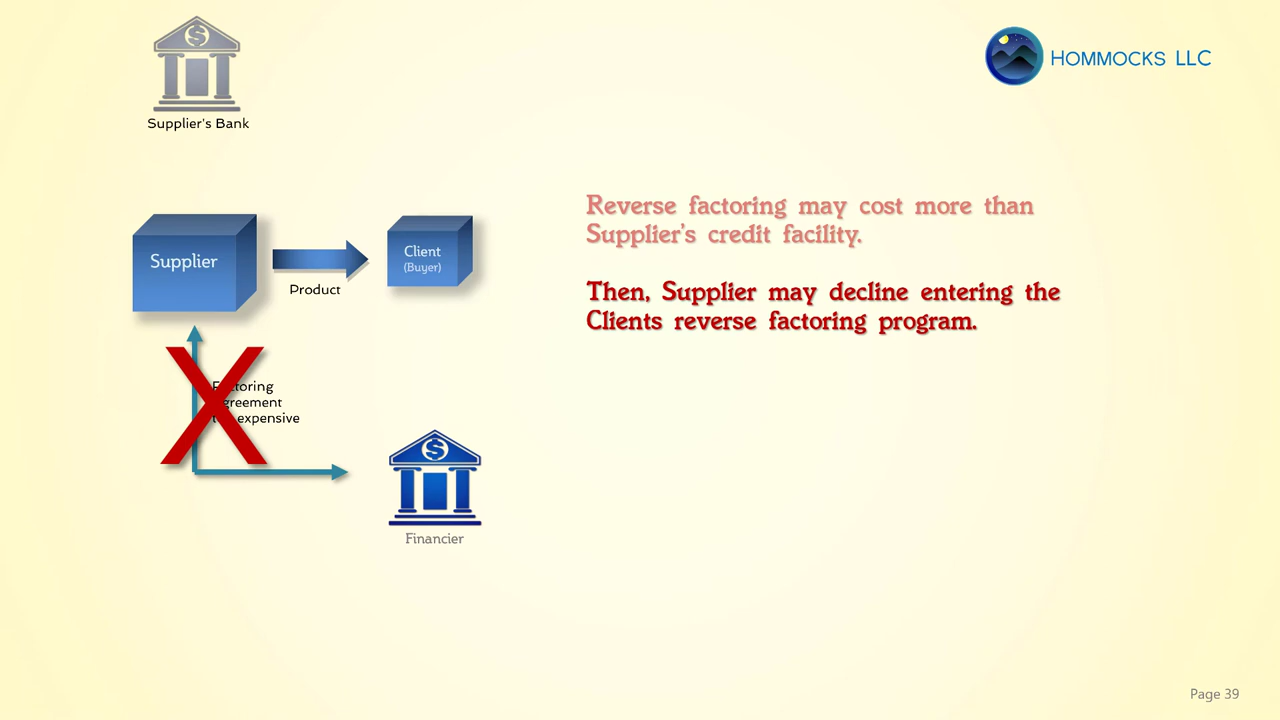 Supplier's Bank
HOMMOCKS LLC
Reverse factoring may cost more than
Supplier's credit facility.
Then, Supplier may decline entering the
Clients reverse factoring program.
Supplier
Product
Client
(Buyer)
Factoring
Agreement
expensive
Financier
Page 39